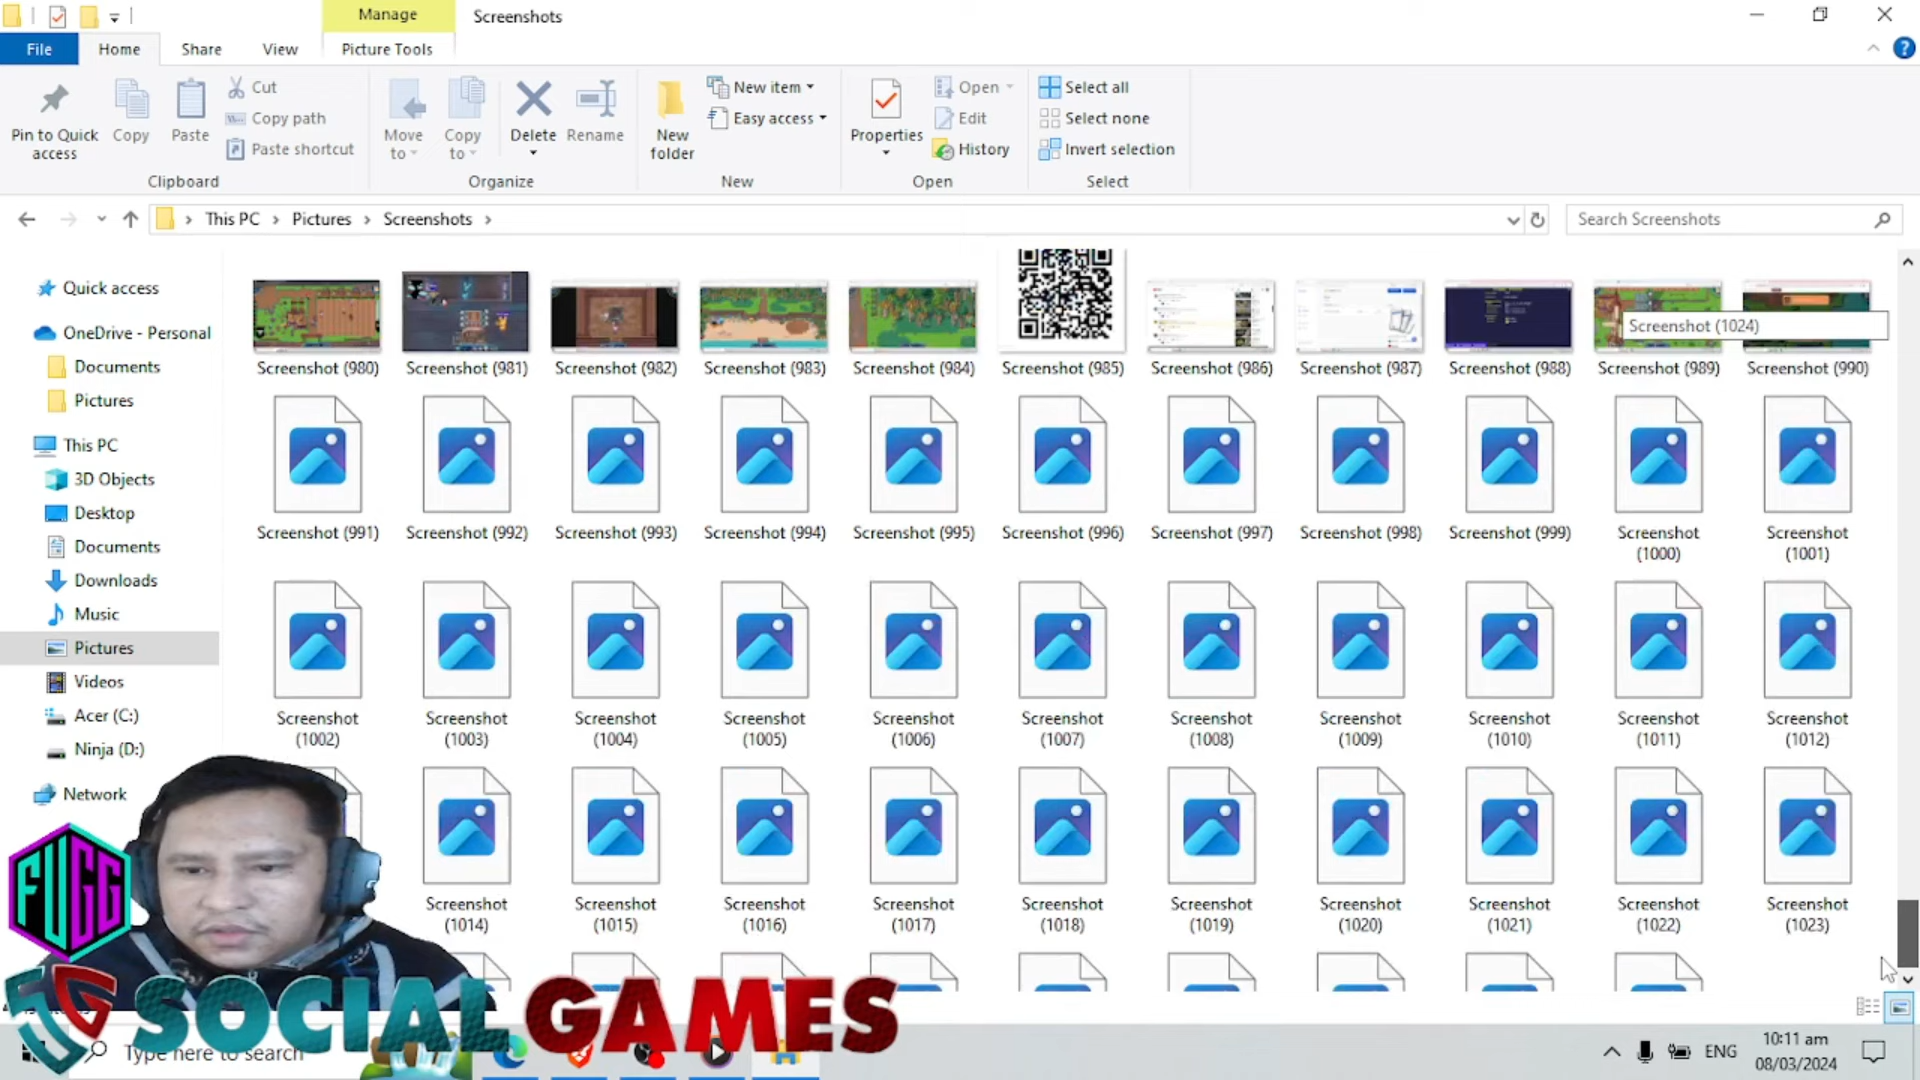 Manage
Screenshots
File
Home
Share
View
Picture Tools
Pin to Quick access
Copy
Paste
Cut
Copy path
Paste shortcut
Clipboard
Move to
Copy to
Delete
Rename
Organize
New folder
New item
Easy access
New
Properties
Open
Edit
History
Open
Select all
Select none
Invert selection
Select
This PC > Pictures > Screenshots >
Search Screenshots
Quick access
OneDrive - Personal
Documents
Pictures
This PC
3D Objects
Desktop
Documents
Downloads
Music
Pictures
Videos
Acer (C:)
Ninja (D:)
Network
Screenshot (1024)
Screenshot (980) Screenshot (981) Screenshot (982) Screenshot (983) Screenshot (984) Screenshot (985) Screenshot (986) Screenshot (987) Screenshot (988) Screenshot (989) Screenshot (990)
Screenshot (991) Screenshot (992) Screenshot (993) Screenshot (994) Screenshot (995) Screenshot (996) Screenshot (997) Screenshot (998) Screenshot (999) Screenshot (1000) Screenshot (1001)
Screenshot (1002) Screenshot (1003) Screenshot (1004) Screenshot (1005) Screenshot (1006) Screenshot (1007) Screenshot (1008) Screenshot (1009) Screenshot (1010) Screenshot (1011) Screenshot (1012)
Screenshot (1014) Screenshot (1015) Screenshot (1016) Screenshot (1017) Screenshot (1018) Screenshot (1019) Screenshot (1020) Screenshot (1021) Screenshot (1022) Screenshot (1023)
FUGG
SG SOCIAL GAMES
Type here to search
ENG
10:11 am
08/03/2024